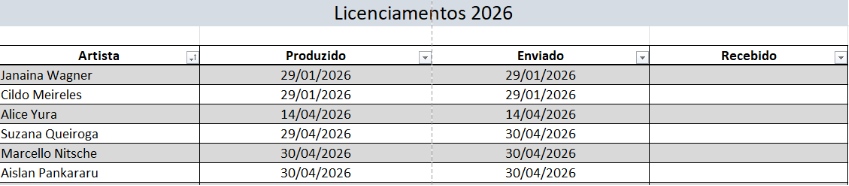 Licenciamentos 2026
Artista Produzido Enviado Recebido
Janaina Wagner 29/01/2026 29/01/2026
Cildo Meireles 29/01/2026 29/01/2026
Alice Yura 14/04/2026 14/04/2026
Suzana Queiroga 29/04/2026 30/04/2026
Marcello Nitsche 30/04/2026 30/04/2026
Aislan Pankararu 30/04/2026 30/04/2026